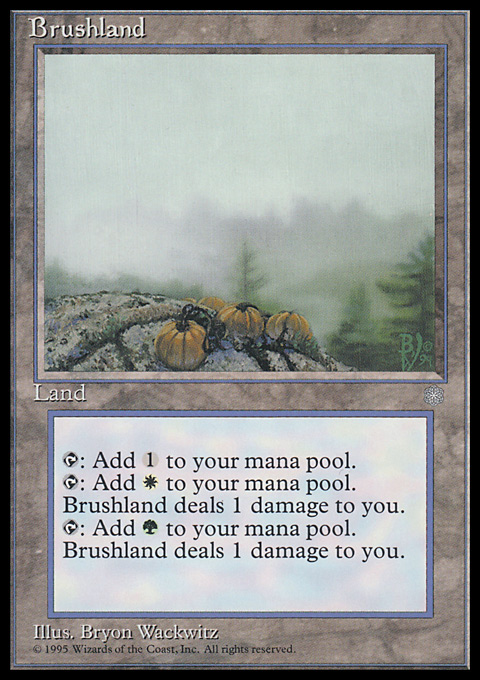 Brushland
Land
: Add 1 to your mana pool.
: Add to your mana pool.
Brushland deals 1 damage to you.
: Add to your mana pool.
Brushland deals 1 damage to you.
Illus. Bryon Wackwitz
© 1995 Wizards of the Coast, Inc. All rights reserved.